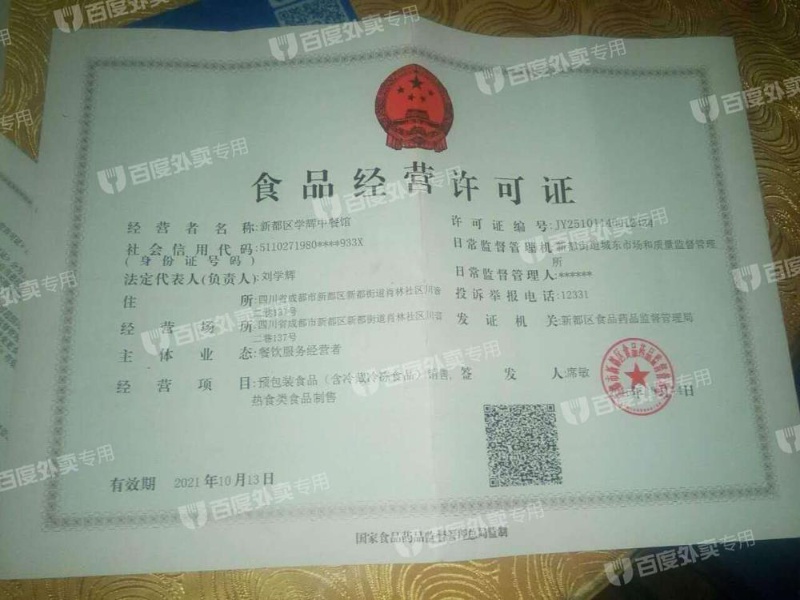 食品经营许可证
经营者名称:新都区学辉中餐馆
社会信用代码:5110271980****933X
(身份证号码)
法定代表人(负责人):刘学辉
住所:四川省成都市新都区新都街道肖林社区川音
二巷137号
经营场所:四川省成都市新都区新都街道肖林社区川音
二巷137号
主体业态:餐饮服务经营者
经营项目:预包装食品(含冷藏冷冻食品)销售,
热食类食品制售
许可证编号:
日常监督管理机 新都街道城东市场和质量监督管理
所
日常监督管理人:******
投诉举报电话:12331
发证机关:新都区食品药品监督管理局
签发人:席敏
有效期 2021年10月13日
国家食品药品监督管理总局监制
百度外卖专用